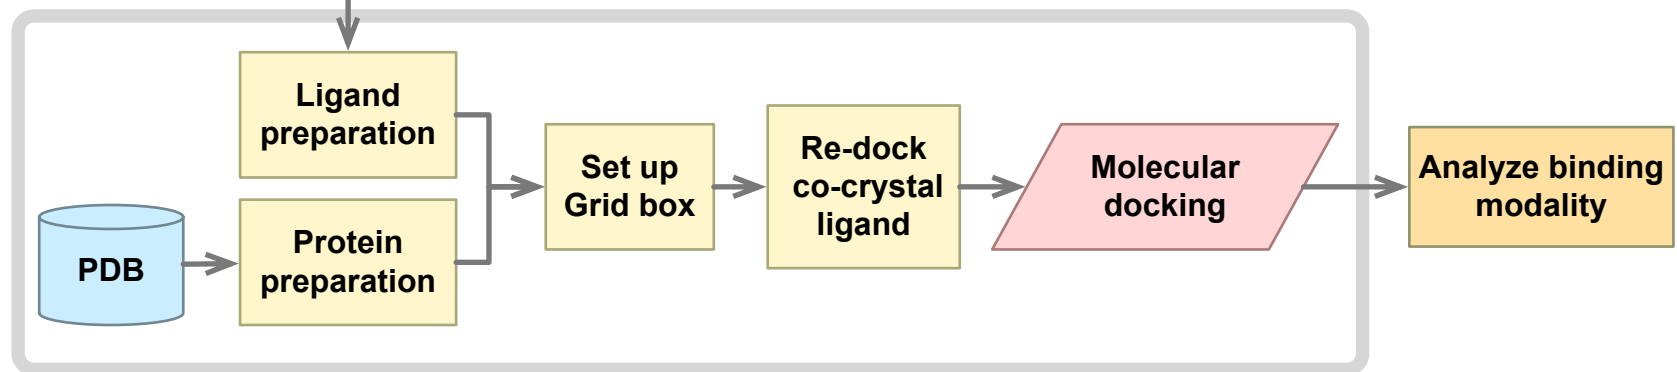 Ligand
preparation
PDB
Protein
preparation
Set up
Grid box
Re-dock
co-crystal
ligand
Molecular
docking
Analyze binding
modality